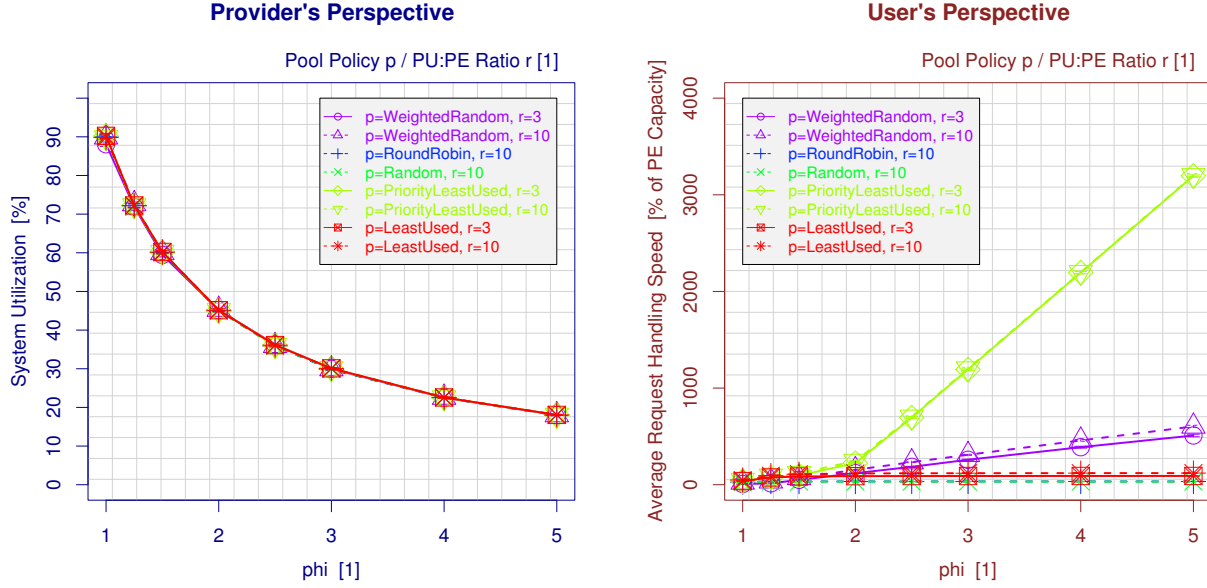 Provider's Perspective
Pool Policy p / PU:PE Ratio r [1]
System Utilization [%]
90
80
70
60
50
40
30
20
10
0
p=WeightedRandom, r=3
p=WeightedRandom, r=10
p=RoundRobin, r=10
p=Random, r=10
p=PriorityLeastUsed, r=3
p=PriorityLeastUsed, r=10
p=LeastUsed, r=3
p=LeastUsed, r=10
1 2 3 4 5
phi [1]
User's Perspective
Pool Policy p / PU:PE Ratio r [1]
Average Request Handling Speed [% of PE Capacity]
4000
3000
1000
0
p=WeightedRandom, r=3
p=WeightedRandom, r=10
p=RoundRobin, r=10
p=Random, r=10
p=PriorityLeastUsed, r=3
p=PriorityLeastUsed, r=10
p=LeastUsed, r=3
p=LeastUsed, r=10
1 2 3 4 5
phi [1]